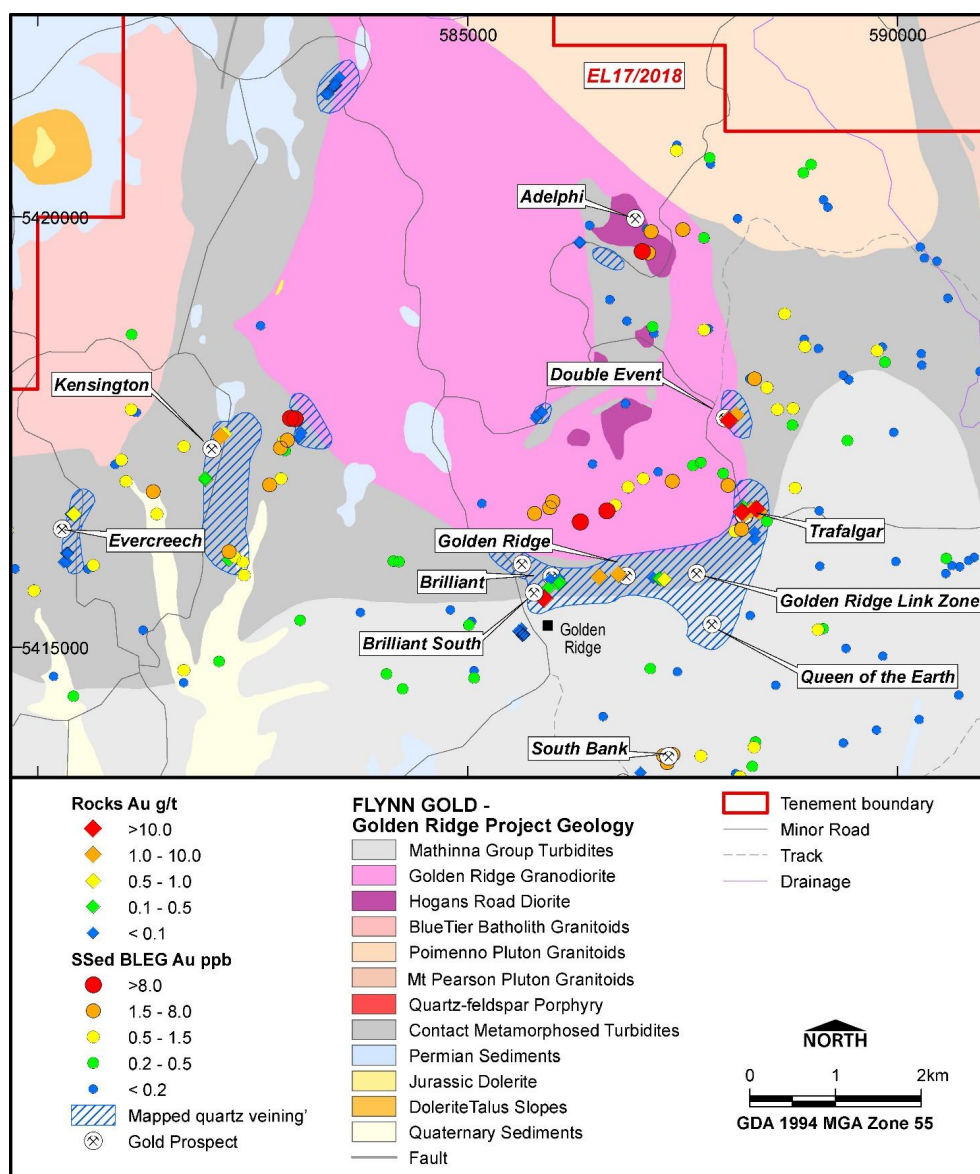 585000
590000
EL17/2018
Adelphi
5420000
Kensington
Double Event
Evercreech
Golden Ridge
Trafalgar
Brilliant
Golden Ridge Link Zone
Brilliant South
Golden
Ridge
5415000
Queen of the Earth
South Bank
Rocks Au g/t
>10.0
1.0 - 10.0
0.5 - 1.0
0.1 - 0.5
< 0.1
SSed BLEG Au ppb
>8.0
1.5 - 8.0
0.5 - 1.5
0.2 - 0.5
< 0.2
Mapped quartz veining'
Gold Prospect
FLYNN GOLD -
Golden Ridge Project Geology
Mathinna Group Turbidites
Golden Ridge Granodiorite
Hogans Road Diorite
BlueTier Batholith Granitoids
Poimenno Pluton Granitoids
Mt Pearson Pluton Granitoids
Quartz-feldspar Porphyry
Contact Metamorphosed Turbidites
Permian Sediments
Jurassic Dolerite
DoleriteTalus Slopes
Quaternary Sediments
Fault
Tenement boundary
Minor Road
Track
Drainage
NORTH
0 1 2km
GDA 1994 MGA Zone 55